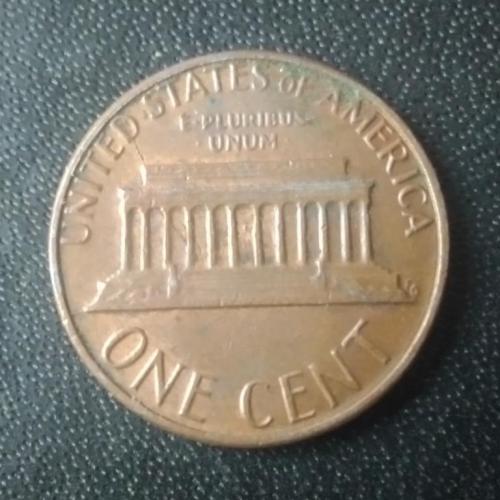 UNITED STATES OF AMERICA
E·PLURIBUS
UNUM
ONE CENT